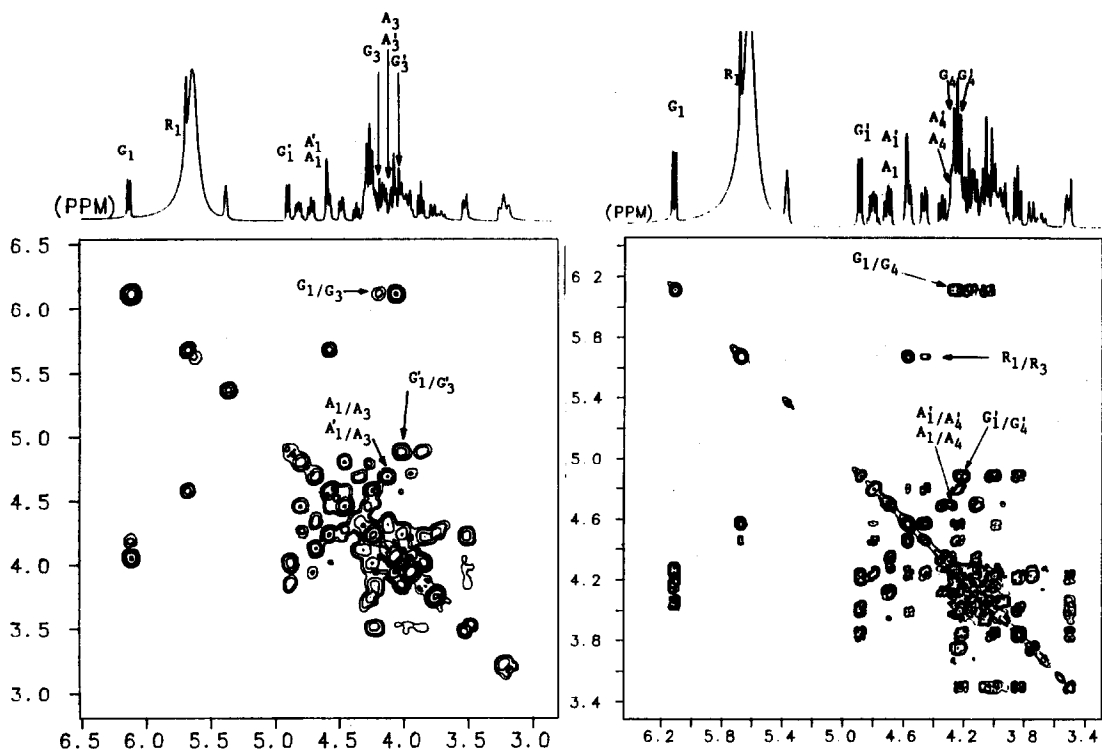 A₃
A'₃
G₃
G'₃
R₁
G₁
G'₁
A'₁
A₁
(PPM)
6.5
6.0
5.5
5.0
4.5
4.0
3.5
3.0
G₁/G₃
G'₁/G'₃
A₁/A₃
A'₁/A₃
6.5
6.0
5.5
5.0
4.5
4.0
3.5
3.0
G₄
G'₄
R₁
G₁
A'₄
A₄
G'₁
A'₁
A₁
(PPM)
6.2
5.8
5.4
5.0
4.6
4.2
3.8
3.4
G₁/G₄
R₁/R₃
A'₁/A'₄
A₁/A₄
G'₁/G'₄
6.2
5.8
5.4
5.0
4.6
4.2
3.8
3.4